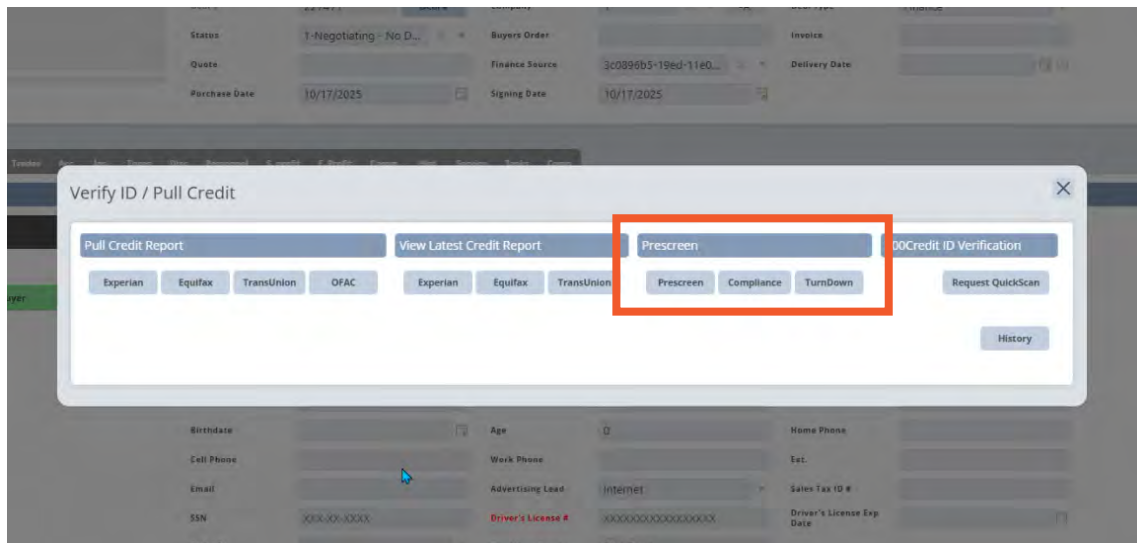 Company
Status 1-Negotiating - No D... Buyers Order Invoice
Quote Finance Source 3c0896b5-19ed-11e0... Delivery Date
Purchase Date 10/17/2025 Signing Date 10/17/2025
Verify ID / Pull Credit
Pull Credit Report View Latest Credit Report Prescreen 00Credit ID Verification
Experian Equifax TransUnion OFAC Experian Equifax TransUnion Prescreen Compliance TurnDown Request QuickScan
History
Birthdate Age 0 Home Phone
Cell Phone Work Phone Ext.
Email Advertising Lead Internet Sales Tax ID #
SSN XXX-XX-XXXX Driver's License # XXXXXXXXXXXXXXXXX Driver's License Exp
Date